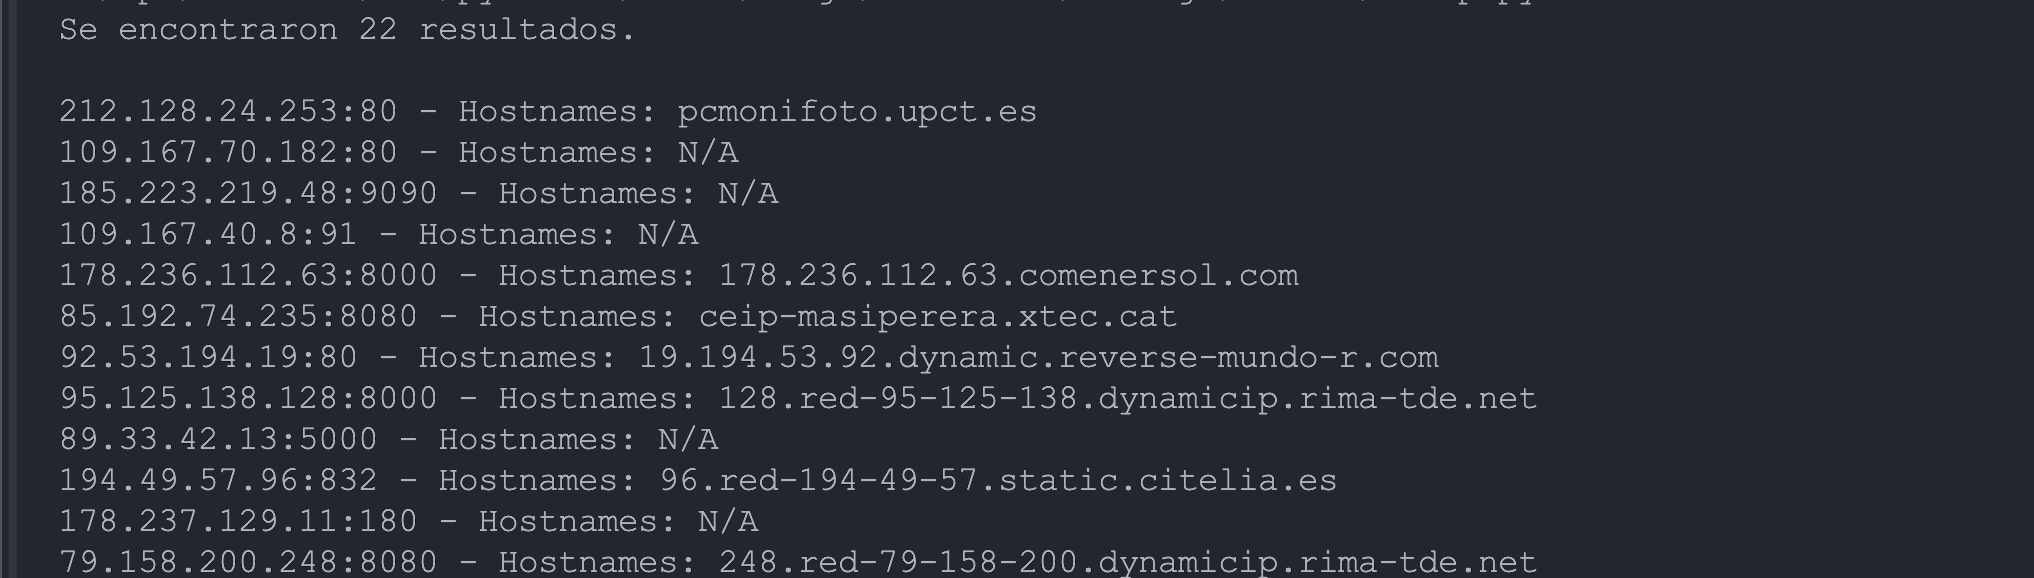 Se encontraron 22 resultados.
212.128.24.253:80 - Hostnames: pcmonifoto.upct.es
109.167.70.182:80 - Hostnames: N/A
185.223.219.48:9090 - Hostnames: N/A
109.167.40.8:91 - Hostnames: N/A
178.236.112.63:8000 - Hostnames: 178.236.112.63.comenersol.com
85.192.74.235:8080 - Hostnames: ceip-masiperera.xtec.cat
92.53.194.19:80 - Hostnames: 19.194.53.92.dynamic.reverse-mundo-r.com
95.125.138.128:8000 - Hostnames: 128.red-95-125-138.dynamicip.rima-tde.net
89.33.42.13:5000 - Hostnames: N/A
194.49.57.96:832 - Hostnames: 96.red-194-49-57.static.citelia.es
178.237.129.11:180 - Hostnames: N/A
79.158.200.248:8080 - Hostnames: 248.red-79-158-200.dynamicip.rima-tde.net